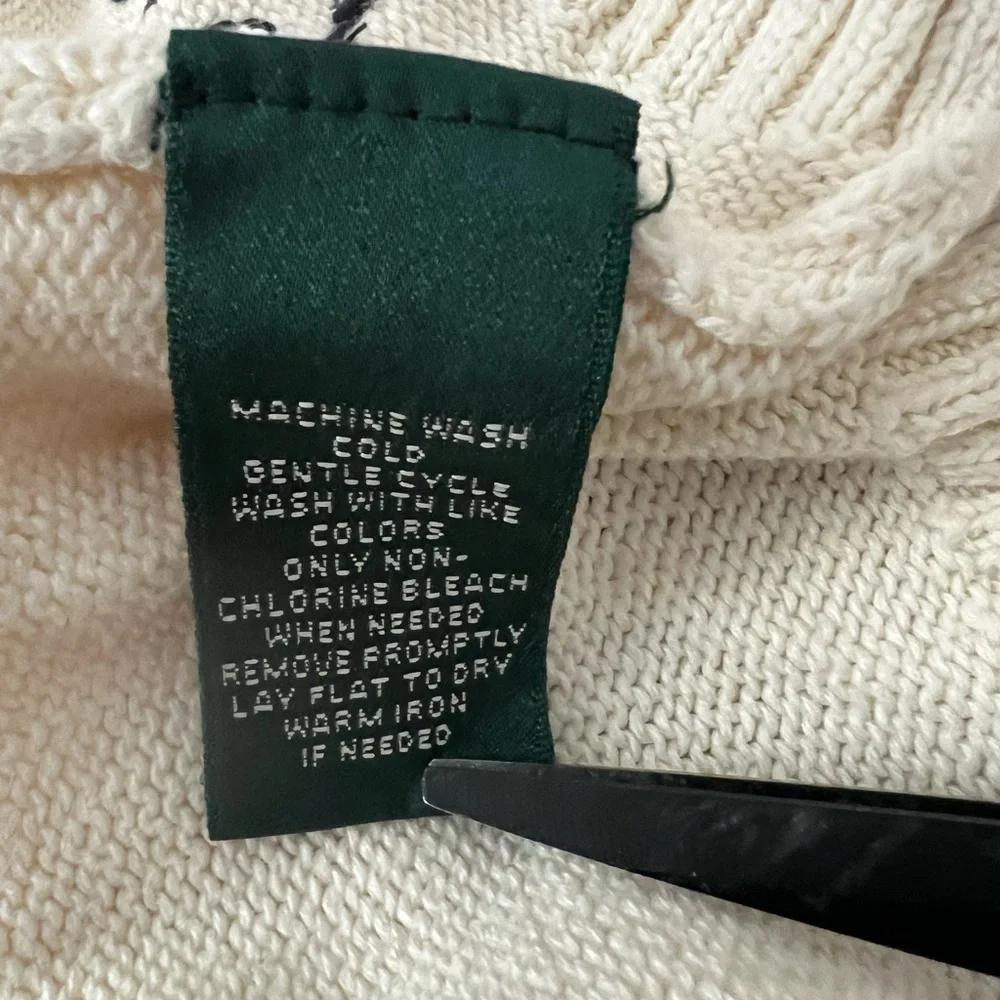 MACHINE WASH
COLD
GENTLE CYCLE
WASH WITH LIKE
COLORS
ONLY NON-
CHLORINE BLEACH
WHEN NEEDED
REMOVE PROMPTLY
LAY FLAT TO DRY
WARM IRON
IF NEEDED